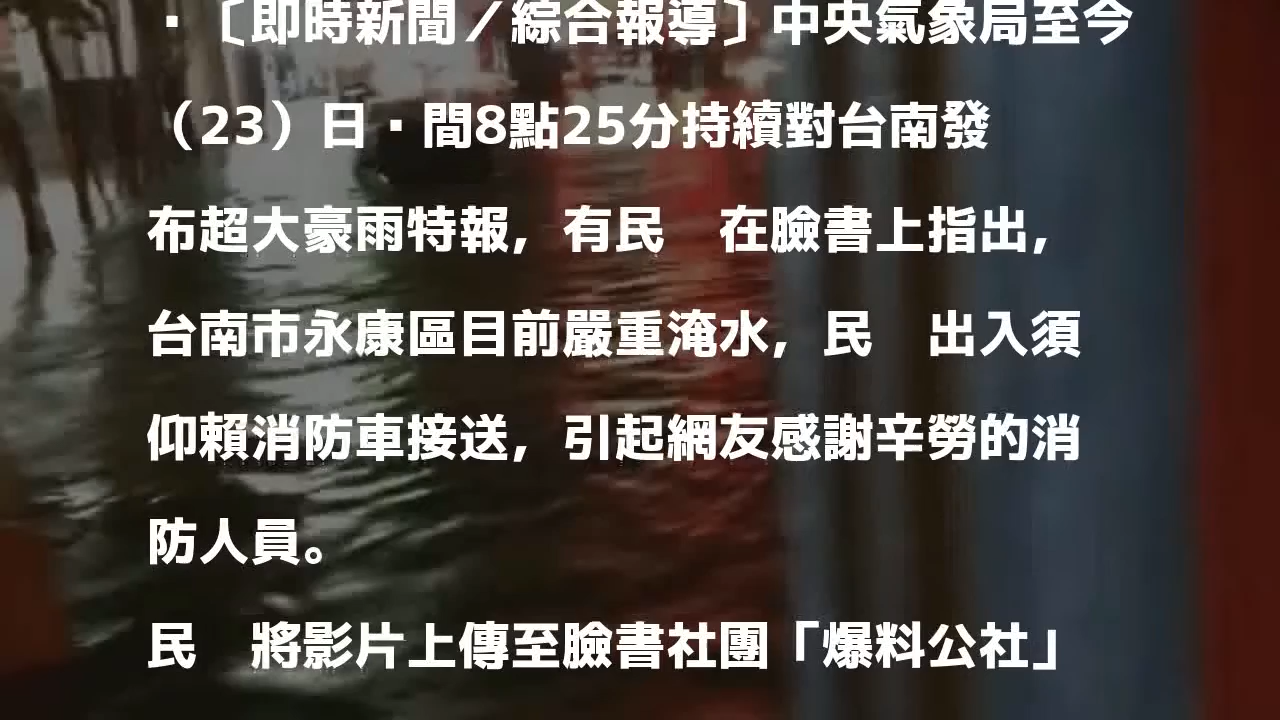 ▪〔即時新聞／綜合報導〕中央氣象局至今
（23）日▪間8點25分持續對台南發
布超大豪雨特報，有民　在臉書上指出，
台南市永康區目前嚴重淹水，民　出入須
仰賴消防車接送，引起網友感謝辛勞的消
防人員。
民　將影片上傳至臉書社團「爆料公社」